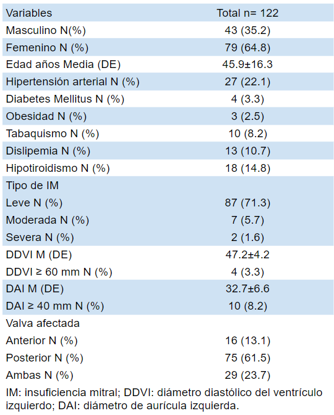 Variables Total n= 122
Masculino N(%) 43 (35.2)
Femenino N (%) 79 (64.8)
Edad años Media (DE) 45.9±16.3
Hipertensión arterial N (%) 27 (22.1)
Diabetes Mellitus N (%) 4 (3.3)
Obesidad N (%) 3 (2.5)
Tabaquismo N (%) 10 (8.2)
Dislipemia N (%) 13 (10.7)
Hipotiroidismo N (%) 18 (14.8)
Tipo de IM
Leve N (%) 87 (71.3)
Moderada N (%) 7 (5.7)
Severa N (%) 2 (1.6)
DDVI M (DE) 47.2±4.2
DDVI ≥ 60 mm N (%) 4 (3.3)
DAI M (DE) 32.7±6.6
DAI ≥ 40 mm N (%) 10 (8.2)
Valva afectada
Anterior N (%) 16 (13.1)
Posterior N (%) 75 (61.5)
Ambas N (%) 29 (23.7)
IM: insuficiencia mitral; DDVI: diámetro diastólico del ventrículo
izquierdo; DAI: diámetro de aurícula izquierda.